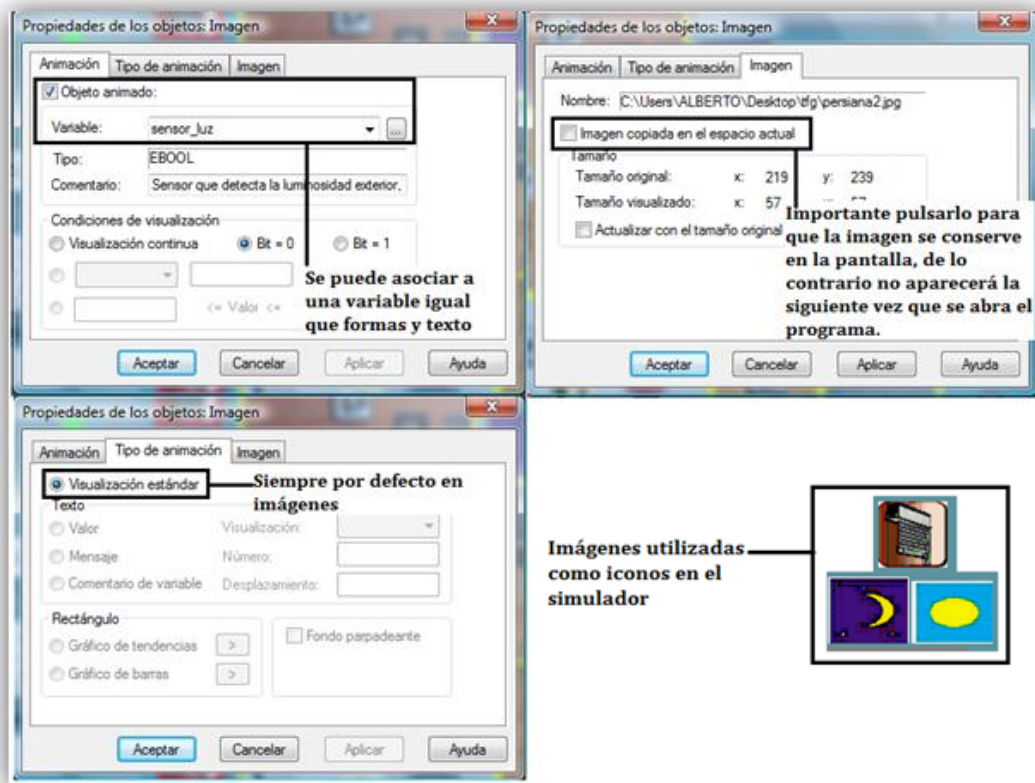 Propiedades de los objetos: Imagen
Animación Tipo de animación Imagen
Objeto animado:
Variable: sensor_luz ...
Tipo: EBOOL
Comentario: Sensor que detecta la luminosidad exterior.
Condiciones de visualización
Visualización continua Bit = 0 Bit = 1
<= Valor <=
Se puede asociar a
una variable igual
que formas y texto
Aceptar Cancelar Aplicar Ayuda
Propiedades de los objetos: Imagen
Animación Tipo de animación Imagen
Nombre: C:\Users\ALBERTO\Desktop\tfg\persiana2.jpg
Imagen copiada en el espacio actual
Tamaño
Tamaño original: x: 219 y: 239
Tamaño visualizado: x: 57
Actualizar con el tamaño original
Importante pulsarlo para
que la imagen se conserve
en la pantalla, de lo
contrario no aparecerá la
siguiente vez que se abra el
programa.
Aceptar Cancelar Aplicar Ayuda
Propiedades de los objetos: Imagen
Animación Tipo de animación Imagen
Visualización estándar
Siempre por defecto en
imágenes
Texto
Valor Visualización:
Mensaje Número:
Comentario de variable Desplazamiento:
Rectángulo
Gráfico de tendencias >
Gráfico de barras >
Fondo parpadeante
Aceptar Cancelar Aplicar Ayuda
Imágenes utilizadas
como iconos en el
simulador